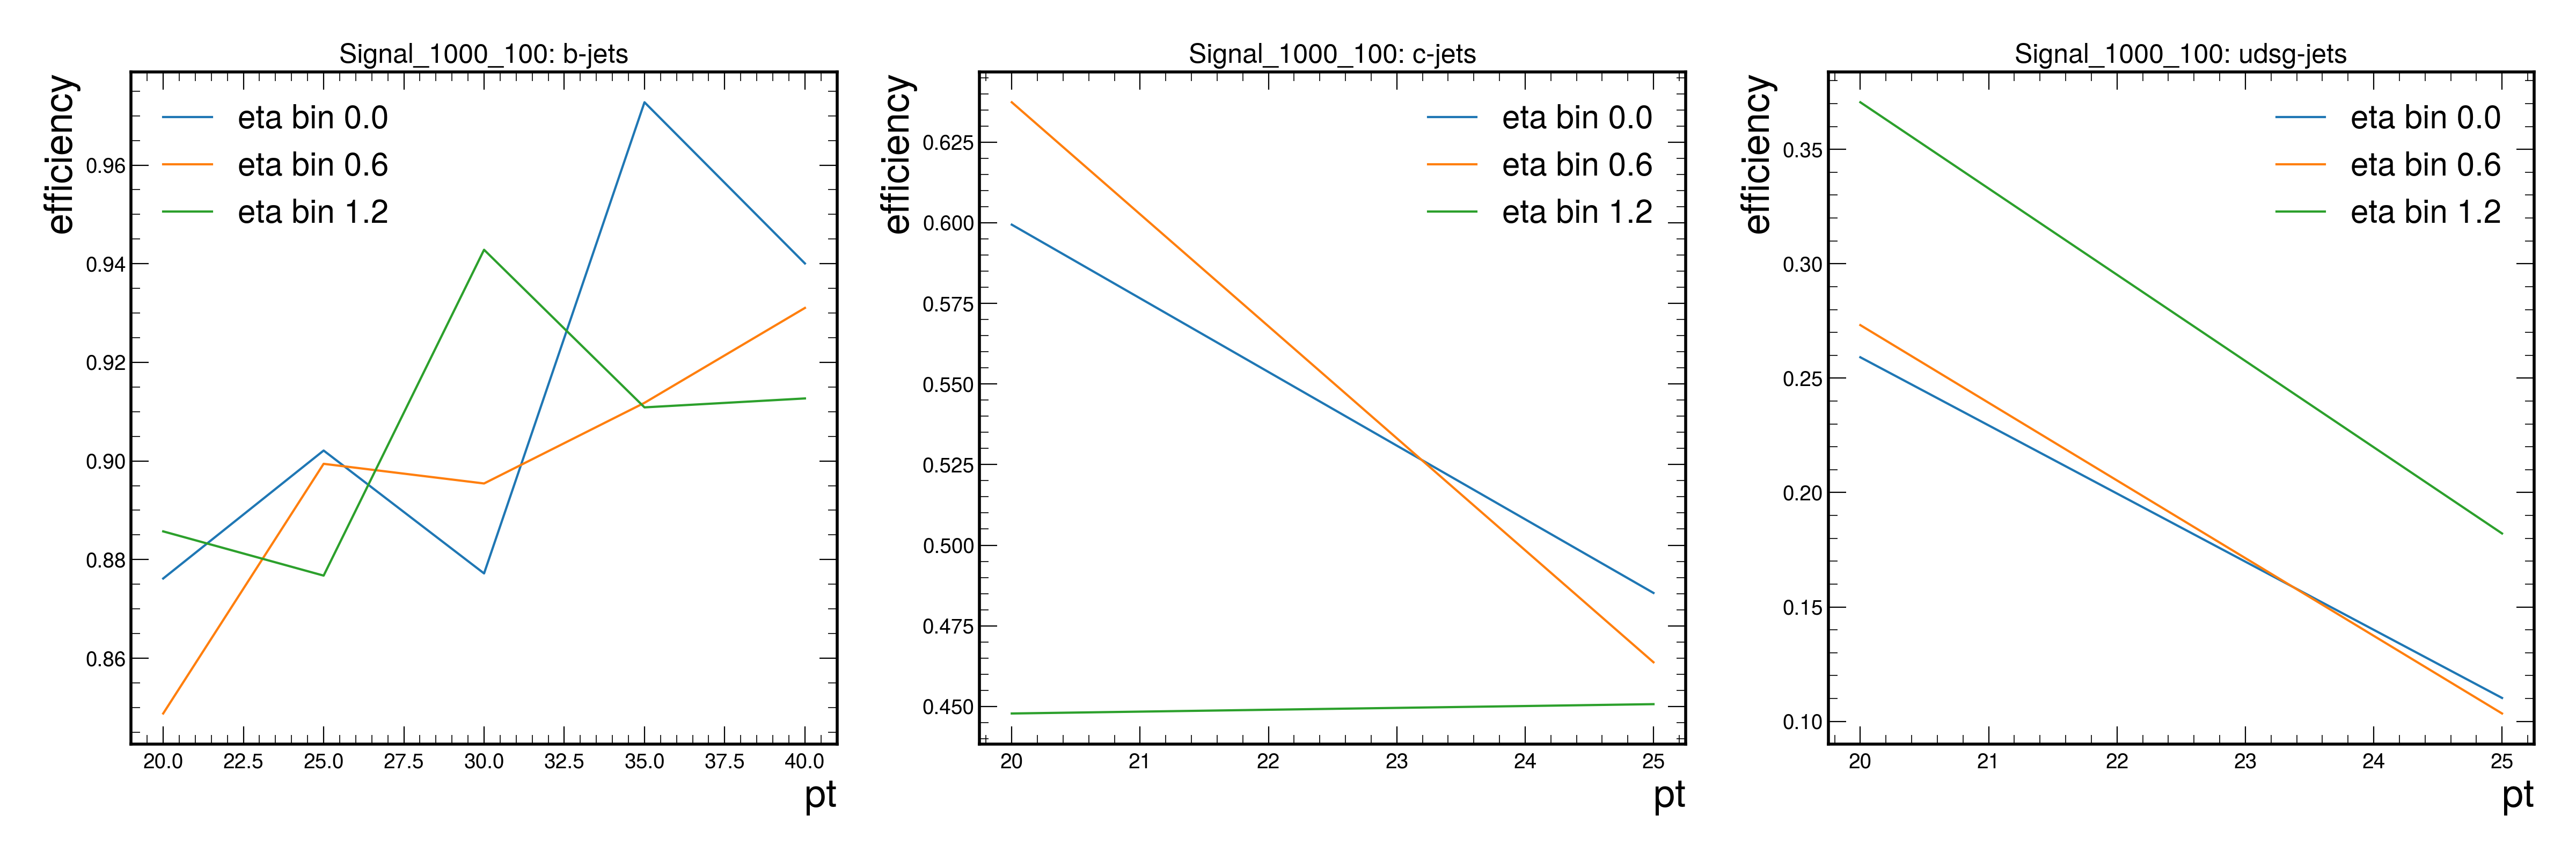 Signal_1000_100: b-jets
efficiency
eta bin 0.0
eta bin 0.6
eta bin 1.2
0.96
0.94
0.92
0.90
0.88
0.86
20.0 22.5 25.0 27.5 30.0 32.5 35.0 37.5 40.0
pt
Signal_1000_100: c-jets
efficiency
eta bin 0.0
eta bin 0.6
eta bin 1.2
0.625
0.600
0.575
0.550
0.525
0.500
0.475
0.450
20 21 22 23 24 25
pt
Signal_1000_100: udsg-jets
efficiency
eta bin 0.0
eta bin 0.6
eta bin 1.2
0.35
0.30
0.25
0.20
0.15
0.10
20 21 22 23 24 25
pt